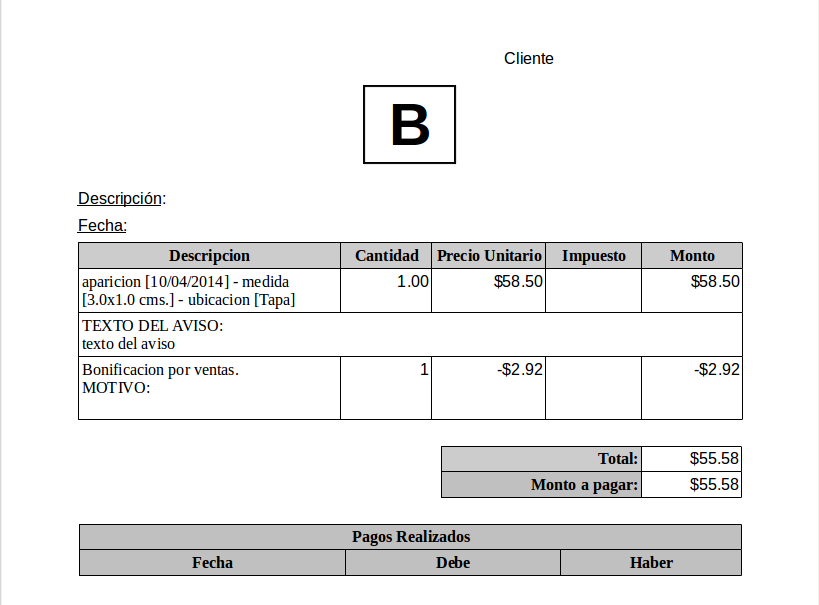 Cliente
B
Descripción:
Fecha:
Descripcion Cantidad Precio Unitario Impuesto Monto
aparicion [10/04/2014] - medida 1.00 $58.50 $58.50
[3.0x1.0 cms.] - ubicacion [Tapa]
TEXTO DEL AVISO:
texto del aviso
Bonificacion por ventas. 1 -$2.92 -$2.92
MOTIVO:
Total: $55.58
Monto a pagar: $55.58
Pagos Realizados
Fecha Debe Haber